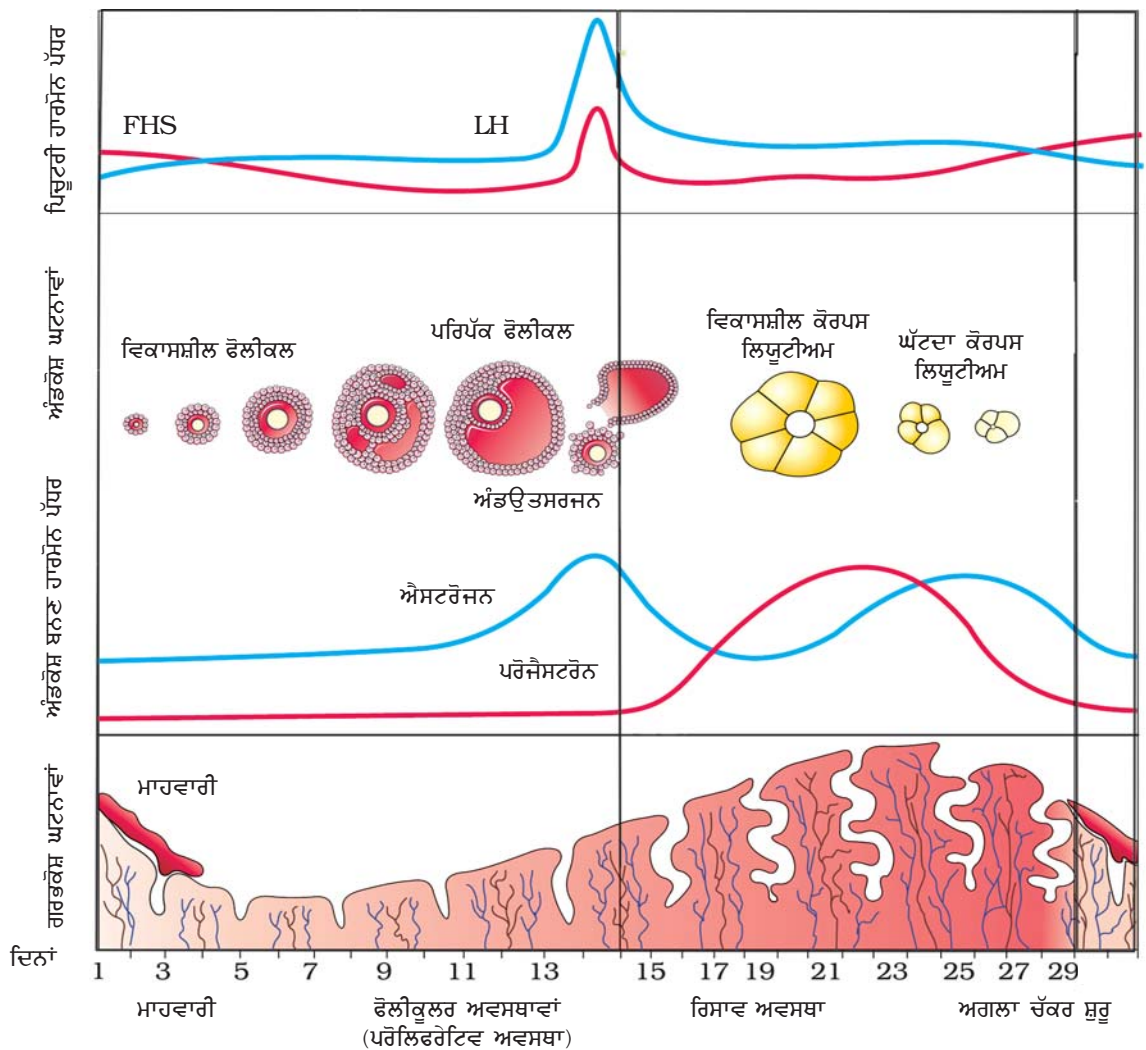 ਪਿਚੂਟਰੀ ਹਾਰਮੋਨ ਪੱਧਰ
FHS
LH
ਅੰਡਕੋਸ਼ ਘਟਨਾਵਾਂ
ਵਿਕਾਸਸ਼ੀਲ ਫੋਲੀਕਲ
ਪਰਿਪੱਕ ਫੋਲੀਕਲ
ਵਿਕਾਸਸ਼ੀਲ ਕੋਰਪਸ
ਲਿਯੂਟੀਅਮ
ਘੱਟਦਾ ਕੋਰਪਸ
ਲਿਯੂਟੀਅਮ
ਅੰਡਉਤਸਰਜਨ
ਅੰਡਕੋਸ਼ ਬਨਣ ਹਾਰਮੋਨ ਪੱਧਰ
ਐਸਟਰੋਜਨ
ਪਰੋਜੈਸਟਰੋਨ
ਗਰਭਕੋਸ਼ ਘਟਨਾਵਾਂ
ਮਾਹਵਾਰੀ
ਦਿਨਾਂ
1 3 5 7 9 11 13 15 17 19 21 23 25 27 29
ਮਾਹਵਾਰੀ
ਫੋਲੀਕੂਲਰ ਅਵਸਥਾਵਾਂ
(ਪਰੋਲਿਫਰੇਟਿਵ ਅਵਸਥਾ)
ਰਿਸਾਵ ਅਵਸਥਾ
ਅਗਲਾ ਚੱਕਰ ਸ਼ੁਰੂ